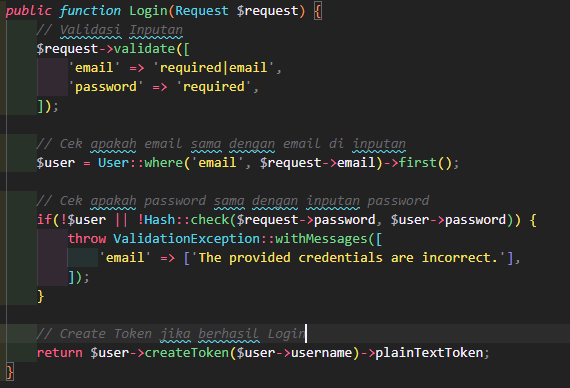 public function Login(Request $request) {
// Validasi Inputan
$request->validate([
'email' => 'required|email',
'password' => 'required',
]);
// Cek apakah email sama dengan email di inputan
$user = User::where('email', $request->email)->first();
// Cek apakah password sama dengan inputan password
if(!$user || !Hash::check($request->password, $user->password)) {
throw ValidationException::withMessages([
'email' => ['The provided credentials are incorrect.'],
]);
}
// Create Token jika berhasil Login
return $user->createToken($user->username)->plainTextToken;
}